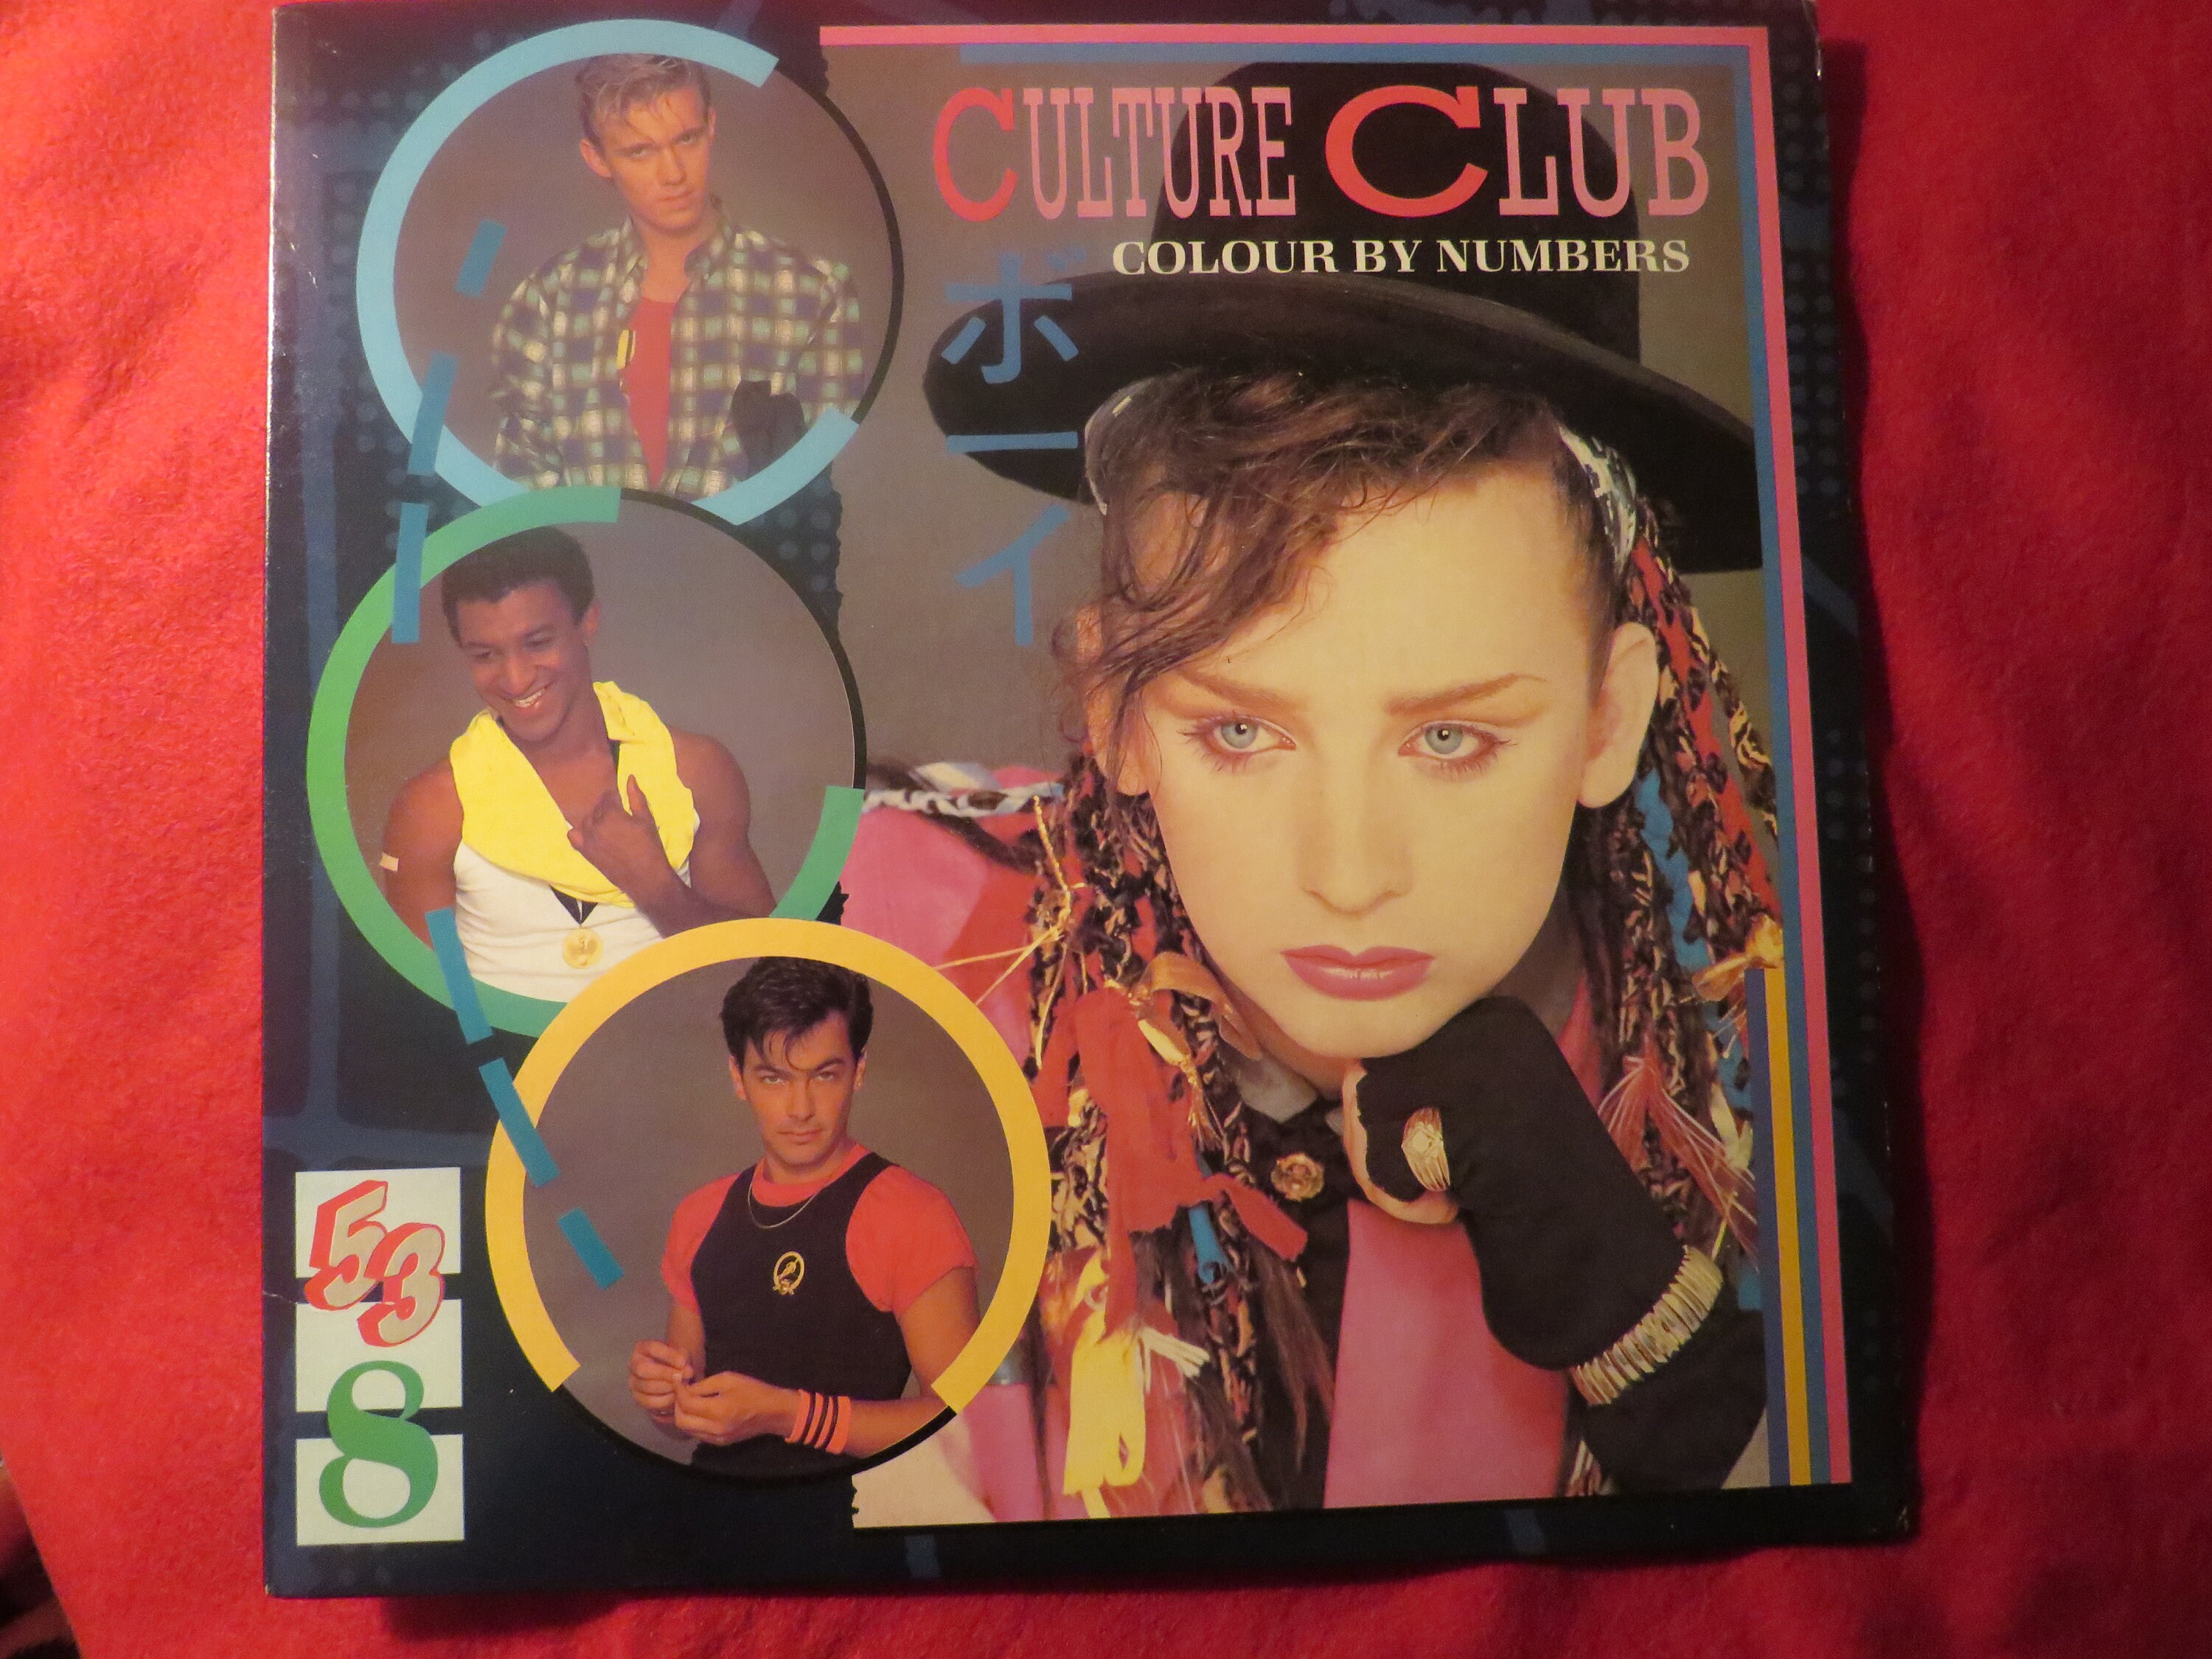 CULTURE CLUB
COLOUR BY NUMBERS
ボーイ
53
8